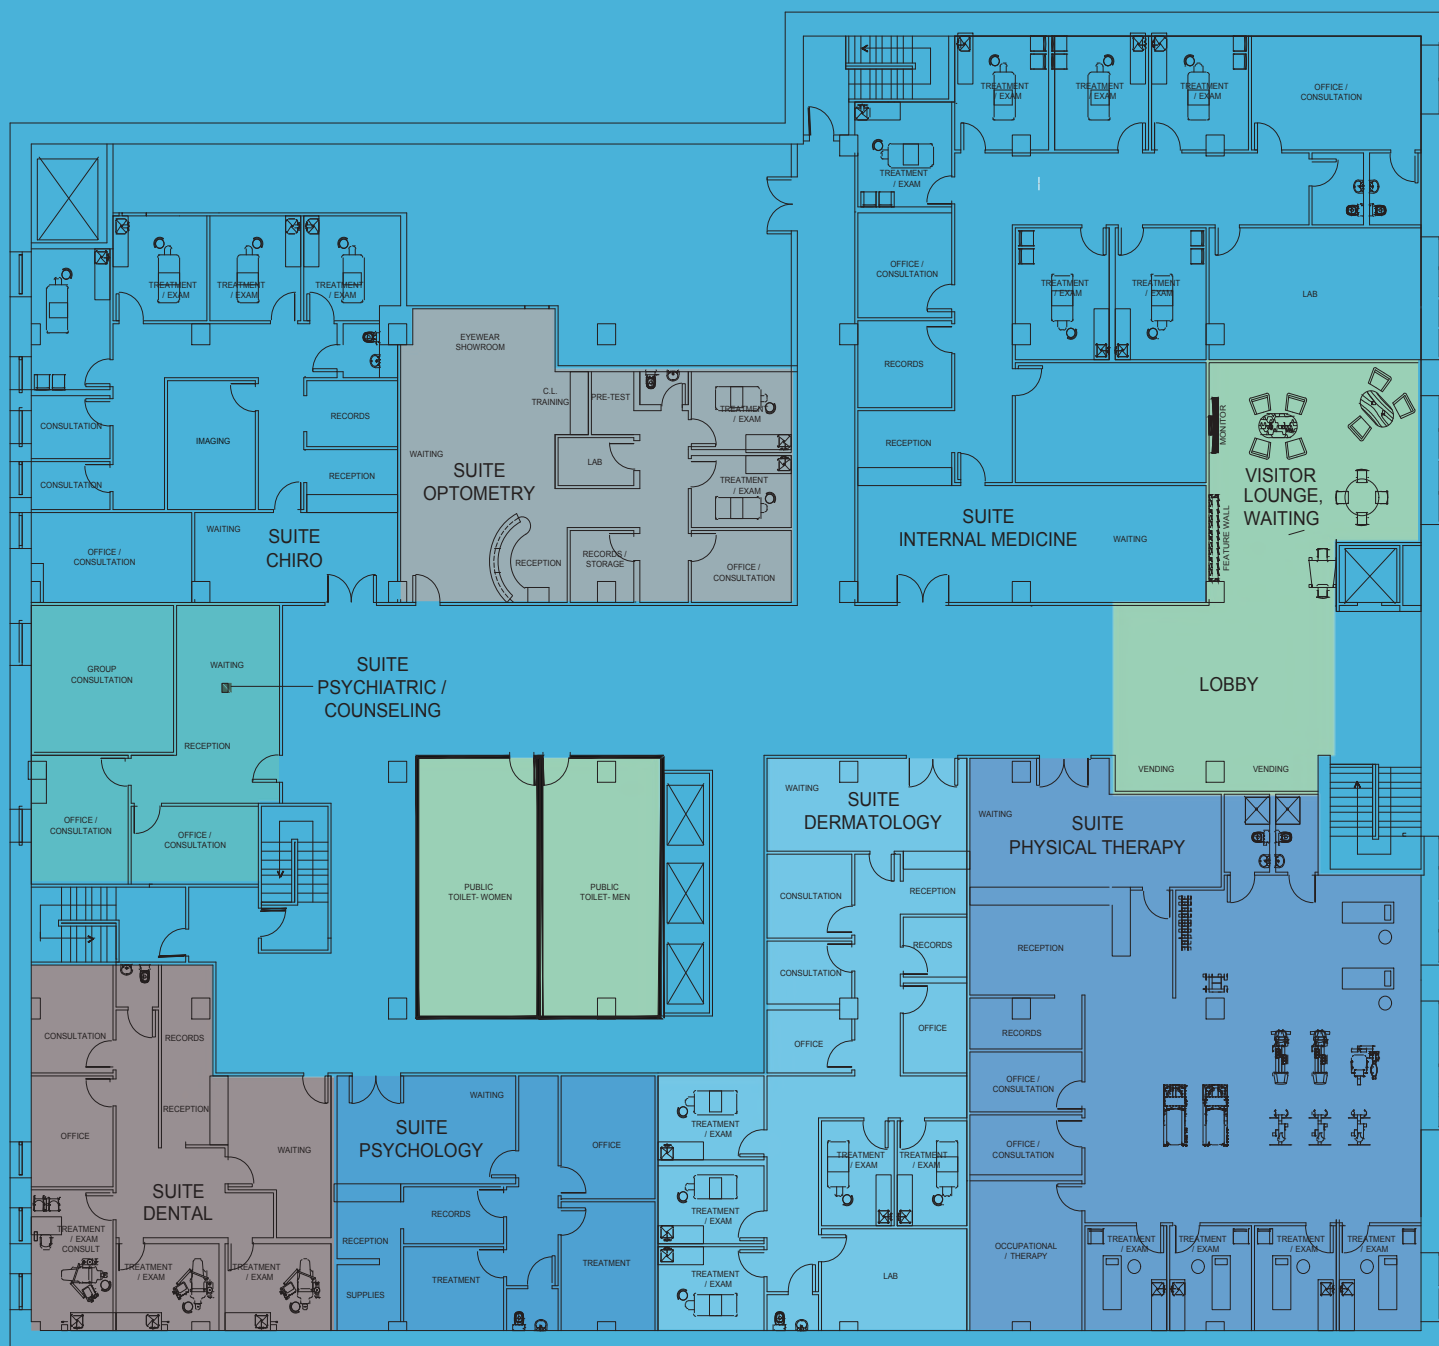 TREATMENT
/ EXAM
TREATMENT
/ EXAM
TREATMENT
/ EXAM
OFFICE /
CONSULTATION
TREATMENT
/ EXAM
OFFICE /
CONSULTATION
TREATMENT
/ EXAM
TREATMENT
/ EXAM
LAB
RECORDS
RECEPTION
TREATMENT
/ EXAM
TREATMENT
/ EXAM
TREATMENT
/ EXAM
CONSULTATION
CONSULTATION
IMAGING
RECORDS
RECEPTION
WAITING
OFFICE /
CONSULTATION
SUITE
CHIRO
EYEWEAR
SHOWROOM
C.L.
TRAINING
PRE-TEST
TREATMENT
/ EXAM
WAITING
LAB
SUITE
OPTOMETRY
TREATMENT
/ EXAM
RECEPTION
RECORDS /
STORAGE
OFFICE /
CONSULTATION
SUITE
INTERNAL MEDICINE
WAITING
MONITOR
VISITOR
LOUNGE,
WAITING
FEATURE WALL
LOBBY
VENDING
VENDING
GROUP
CONSULTATION
WAITING
SUITE
PSYCHIATRIC /
COUNSELING
RECEPTION
OFFICE /
CONSULTATION
OFFICE /
CONSULTATION
PUBLIC
TOILET- WOMEN
PUBLIC
TOILET- MEN
WAITING
SUITE
DERMATOLOGY
CONSULTATION
RECEPTION
RECORDS
CONSULTATION
OFFICE
OFFICE
WAITING
SUITE
PHYSICAL THERAPY
RECEPTION
RECORDS
OFFICE /
CONSULTATION
OFFICE /
CONSULTATION
OCCUPATIONAL
/ THERAPY
TREATMENT
/ EXAM
TREATMENT
/ EXAM
TREATMENT
/ EXAM
TREATMENT
/ EXAM
CONSULTATION
RECORDS
RECEPTION
OFFICE
WAITING
SUITE
DENTAL
TREATMENT
/ EXAM
CONSULT
TREATMENT
/ EXAM
TREATMENT
/ EXAM
WAITING
SUITE
PSYCHOLOGY
OFFICE
RECORDS
RECEPTION
TREATMENT
TREATMENT
SUPPLIES
TREATMENT
/ EXAM
TREATMENT
/ EXAM
TREATMENT
/ EXAM
TREATMENT
/ EXAM
TREATMENT
/ EXAM
LAB